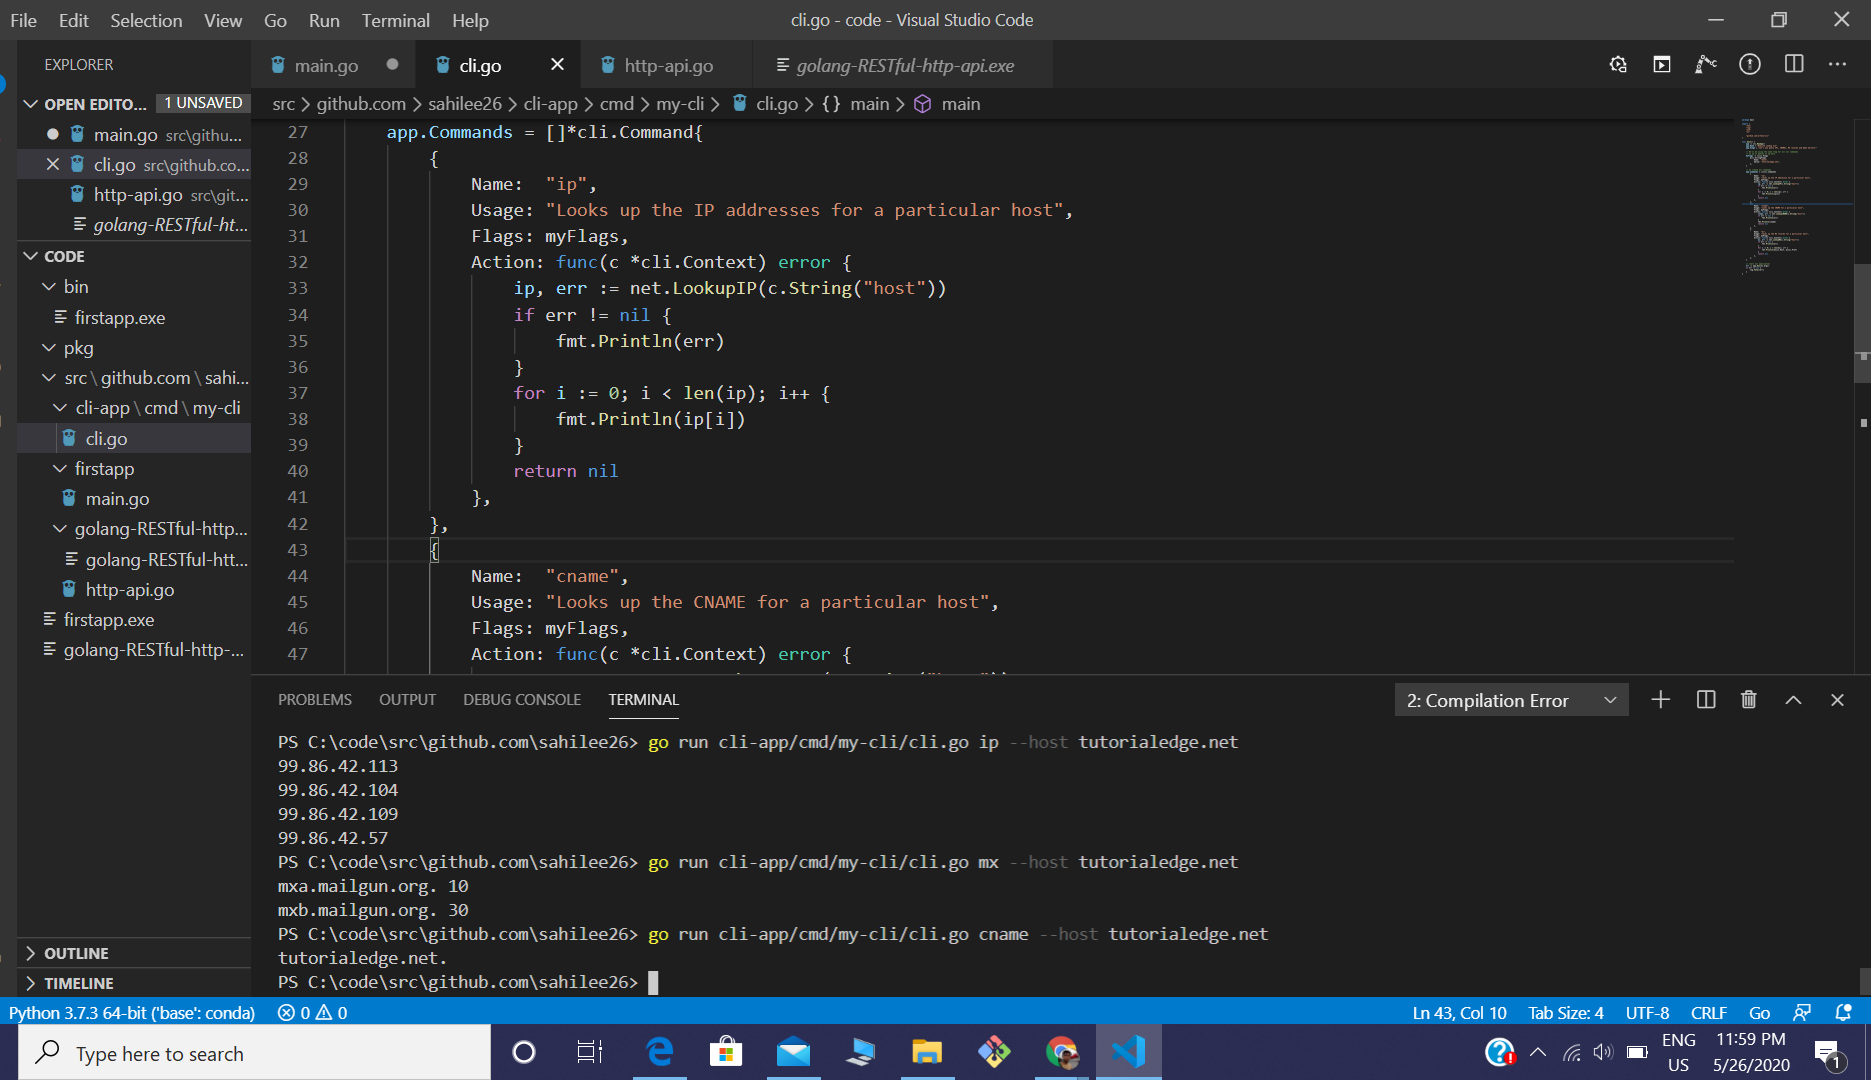 File Edit Selection View Go Run Terminal Help
cli.go - code - Visual Studio Code
EXPLORER
main.go
cli.go
http-api.go
golang-RESTful-http-api.exe
OPEN EDITO... 1 UNSAVED
main.go src\githu...
cli.go src\github.co...
http-api.go src\git...
golang-RESTful-ht...
CODE
bin
firstapp.exe
pkg
src\github.com\sahi...
cli-app\cmd\my-cli
cli.go
firstapp
main.go
golang-RESTful-http...
golang-RESTful-htt...
http-api.go
firstapp.exe
golang-RESTful-http-...
OUTLINE
TIMELINE
src > github.com > sahilee26 > cli-app > cmd > my-cli > cli.go > {} main > main
27 app.Commands = []*cli.Command{
28 {
29 Name: "ip",
30 Usage: "Looks up the IP addresses for a particular host",
31 Flags: myFlags,
32 Action: func(c *cli.Context) error {
33 ip, err := net.LookupIP(c.String("host"))
34 if err != nil {
35 fmt.Println(err)
36 }
37 for i := 0; i < len(ip); i++ {
38 fmt.Println(ip[i])
39 }
40 return nil
41 },
42 },
43 {
44 Name: "cname",
45 Usage: "Looks up the CNAME for a particular host",
46 Flags: myFlags,
47 Action: func(c *cli.Context) error {
PROBLEMS OUTPUT DEBUG CONSOLE TERMINAL
2: Compilation Error
PS C:\code\src\github.com\sahilee26> go run cli-app/cmd/my-cli/cli.go ip --host tutorialedge.net
99.86.42.113
99.86.42.104
99.86.42.109
99.86.42.57
PS C:\code\src\github.com\sahilee26> go run cli-app/cmd/my-cli/cli.go mx --host tutorialedge.net
mxa.mailgun.org. 10
mxb.mailgun.org. 30
PS C:\code\src\github.com\sahilee26> go run cli-app/cmd/my-cli/cli.go cname --host tutorialedge.net
tutorialedge.net.
PS C:\code\src\github.com\sahilee26>
Python 3.7.3 64-bit ('base': conda) 0 0
Ln 43, Col 10 Tab Size: 4 UTF-8 CRLF Go
Type here to search
ENG
US
11:59 PM
5/26/2020
1